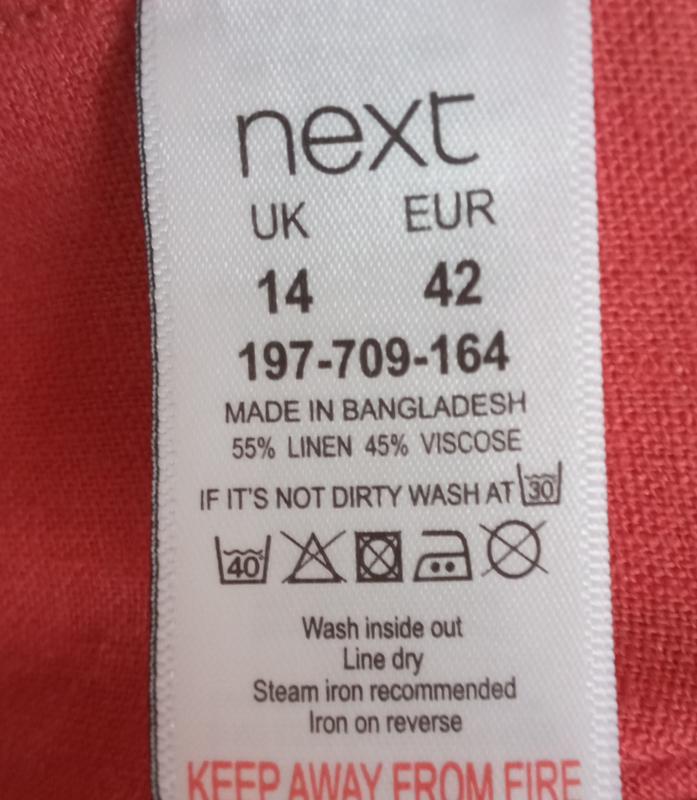 next
UK EUR
14 42
197-709-164
MADE IN BANGLADESH
55% LINEN 45% VISCOSE
IF IT'S NOT DIRTY WASH AT 30
40
Wash inside out
Line dry
Steam iron recommended
Iron on reverse
KEEP AWAY FROM FIRE